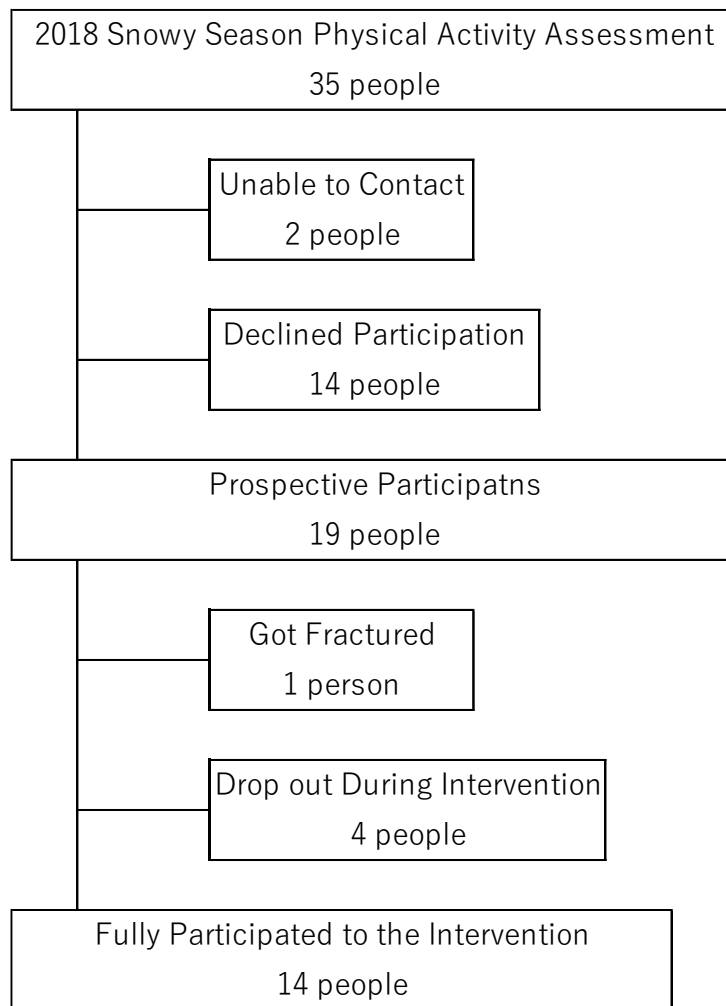 2018 Snowy Season Physical Activity Assessment
35 people
Unable to Contact
2 people
Declined Participation
14 people
Prospective Participatns
19 people
Got Fractured
1 person
Drop out During Intervention
4 people
Fully Participated to the Intervention
14 people